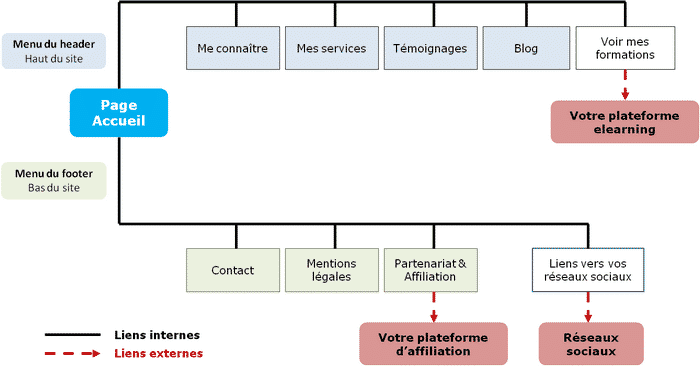 Menu du header
Haut du site
Me connaître
Mes services
Témoignages
Blog
Voir mes
formations
Page
Accueil
Votre plateforme
elearning
Menu du footer
Bas du site
Contact
Mentions
légales
Partenariat &
Affiliation
Liens vers vos
réseaux sociaux
Liens internes
Liens externes
Votre plateforme
d’affiliation
Réseaux
sociaux